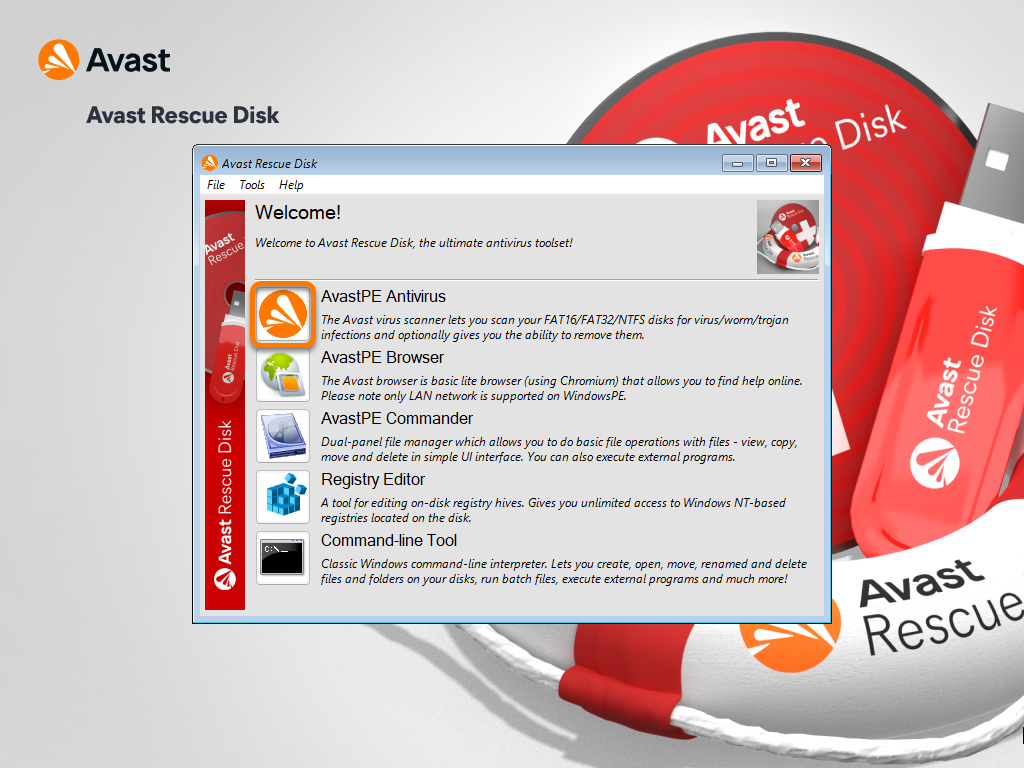 Avast
Avast Rescue Disk
Avast
Rescue Disk
Avast Rescue Disk
File Tools Help
Welcome!
Welcome to Avast Rescue Disk, the ultimate antivirus toolset!
Avast
Rescue
AvastPE Antivirus
The Avast virus scanner lets you scan your FAT16/FAT32/NTFS disks for virus/worm/trojan
infections and optionally gives you the ability to remove them.
AvastPE Browser
The Avast browser is basic lite browser (using Chromium) that allows you to find help online.
Please note only LAN network is supported on WindowsPE.
AvastPE Commander
Dual-panel file manager which allows you to do basic file operations with files - view, copy,
move and delete in simple UI interface. You can also execute external programs.
Registry Editor
A tool for editing on-disk registry hives. Gives you unlimited access to Windows NT-based
registries located on the disk.
C:\_
Command-line Tool
Classic Windows command-line interpreter. Lets you create, open, move, renamed and delete
files and folders on your disks, run batch files, execute external programs and much more!
Avast Rescue Disk
Avast
Rescue Disk
Avast
Rescue